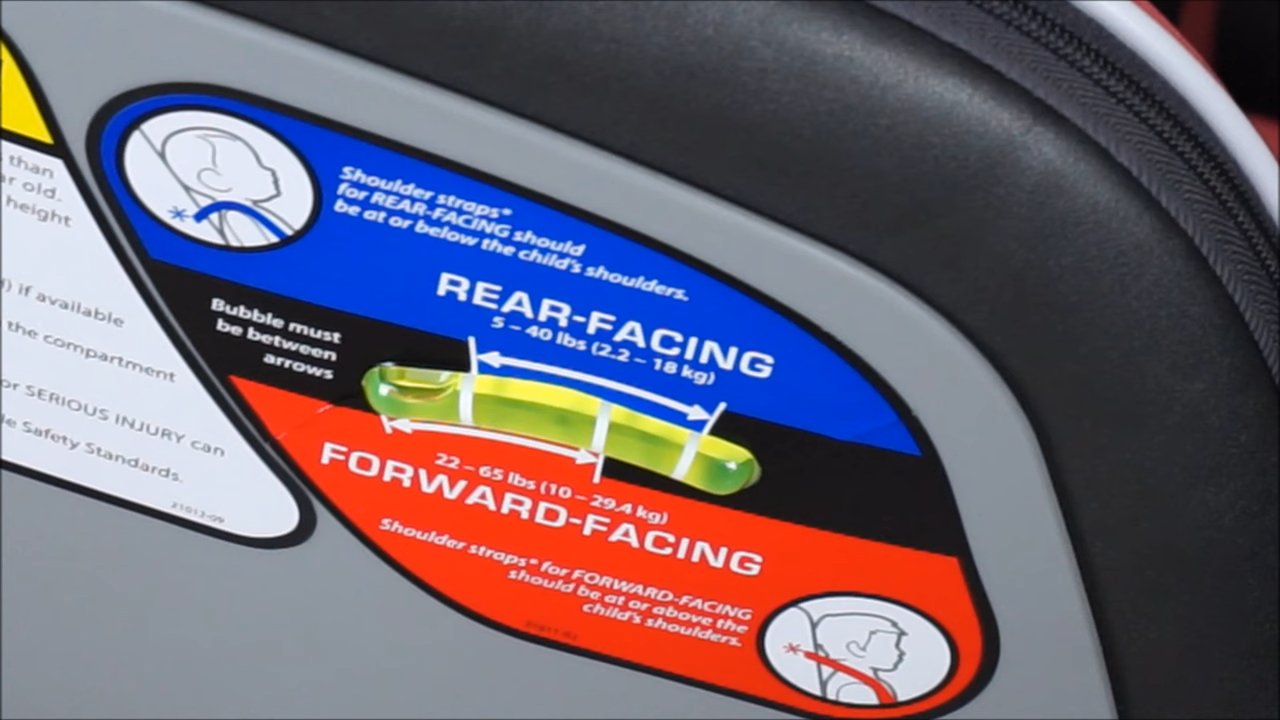 than
ar old.
height
) if available
the compartment
or SERIOUS INJURY can
le Safety Standards.
21012-09
Shoulder straps*
for REAR-FACING should
be at or below the child's shoulders.
REAR-FACING
5 – 40 lbs (2.2 – 18 kg)
Bubble must
be between
arrows
22 – 65 lbs (10 – 29.4 kg)
FORWARD-FACING
Shoulder straps* for FORWARD-FACING
should be at or above the
child's shoulders.